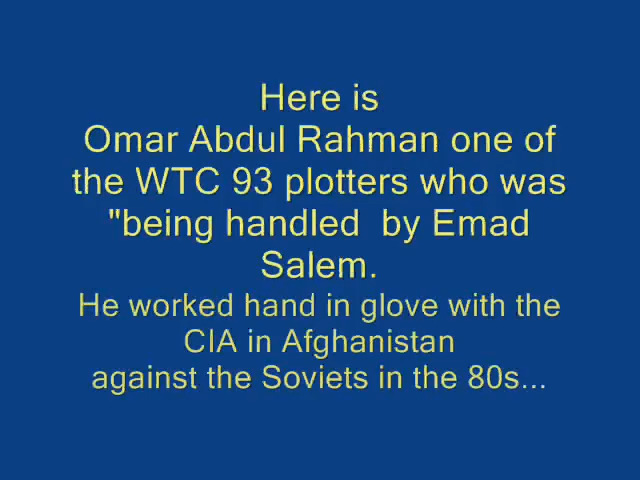 Here is
Omar Abdul Rahman one of
the WTC 93 plotters who was
"being handled  by Emad
Salem.
He worked hand in glove with the
CIA in Afghanistan
against the Soviets in the 80s...